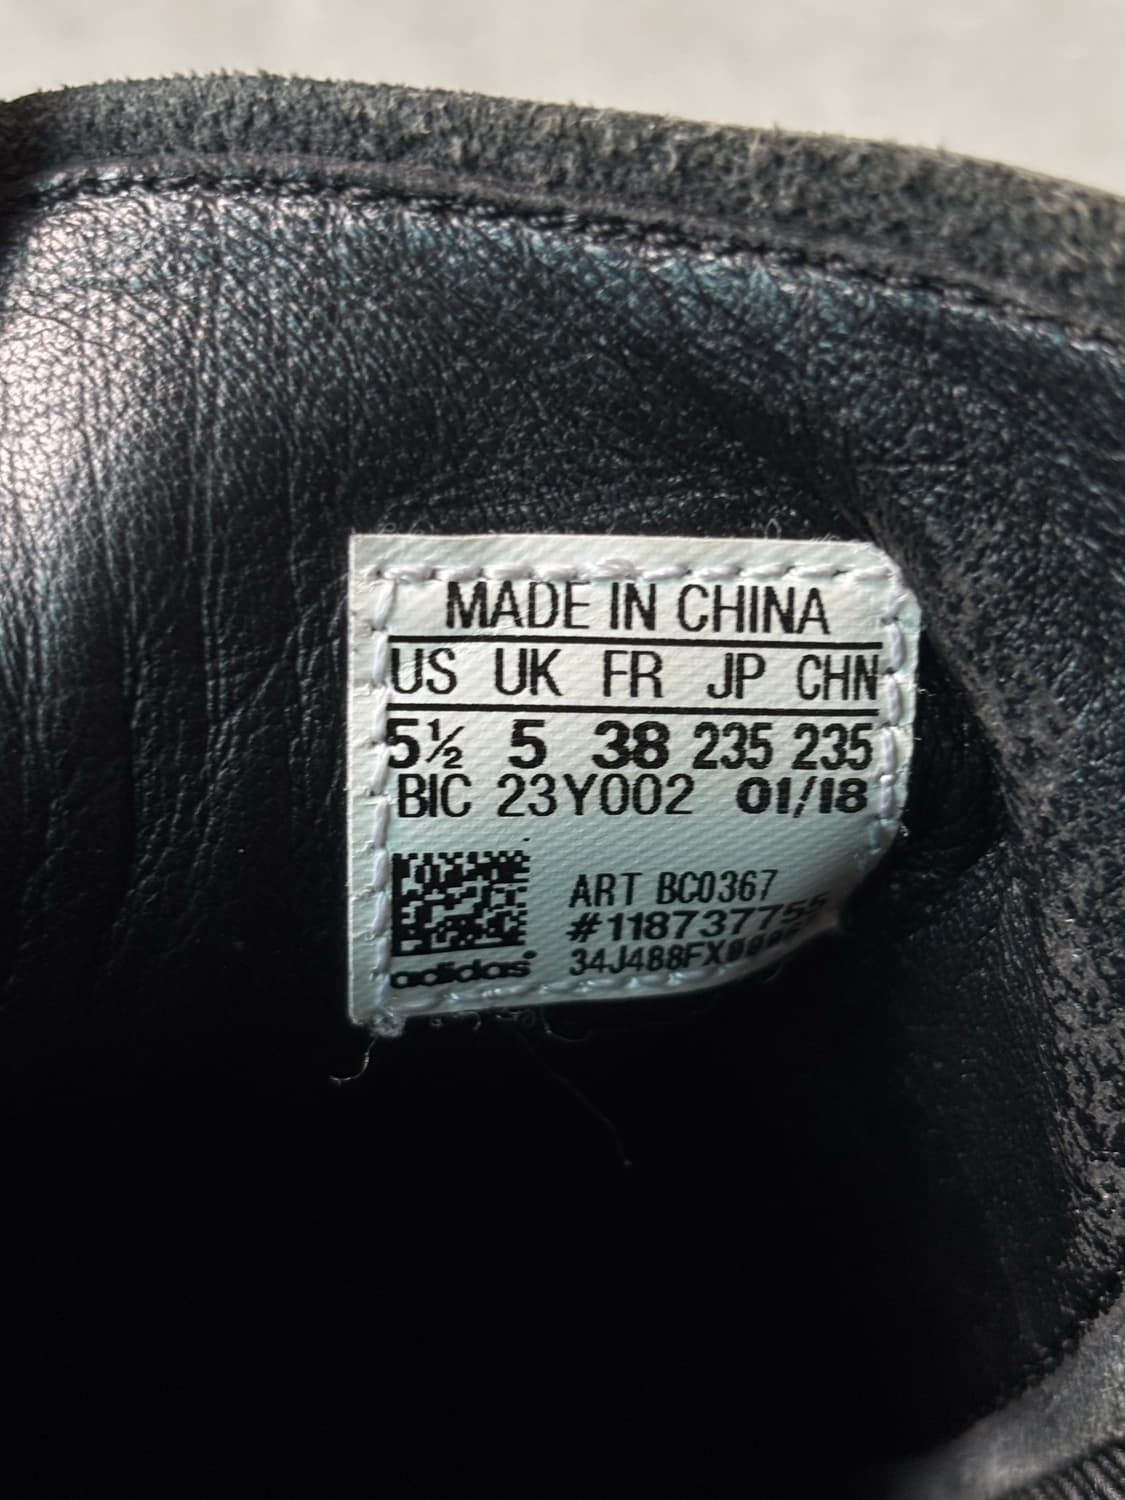 MADE IN CHINA
US UK FR JP CHN
5½ 5 38 235 235
BIC 23Y002 01/18
ART BC0367
#118737755
adidas